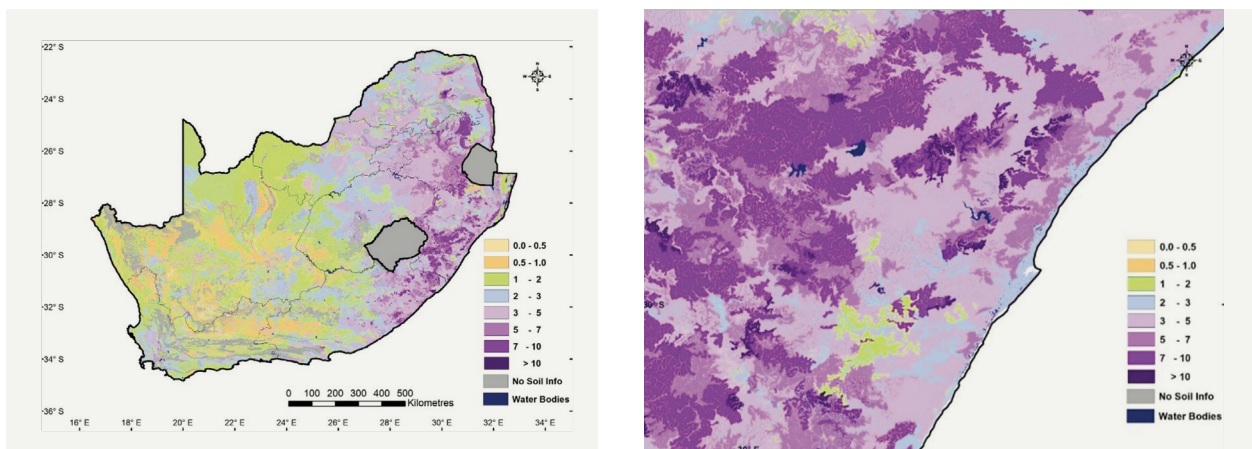 22° S
24° S
26° S
28° S
30° S
32° S
34° S
36° S
N
W E
S
0.0 - 0.5
0.5 - 1.0
1 - 2
2 - 3
3 - 5
5 - 7
7 - 10
> 10
No Soil Info
Water Bodies
0 100 200 300 400 500
Kilometres
16° E 18° E 20° E 22° E 24° E 26° E 28° E 30° E 32° E 34° E
N
W E
S
0.0 - 0.5
0.5 - 1.0
1 - 2
2 - 3
3 - 5
5 - 7
7 - 10
> 10
No Soil Info
Water Bodies